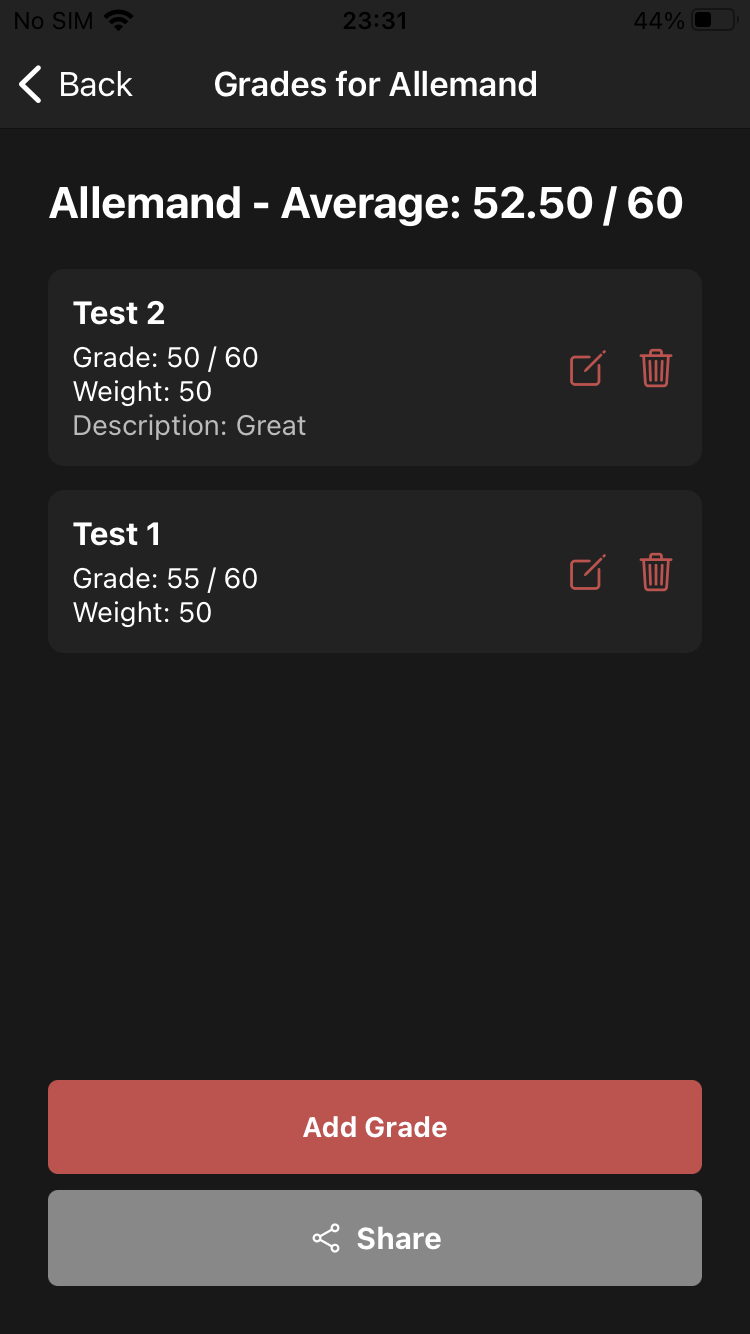 No SIM 23:31 44%
Back Grades for Allemand
Allemand - Average: 52.50 / 60
Test 2
Grade: 50 / 60
Weight: 50
Description: Great
Test 1
Grade: 55 / 60
Weight: 50
Add Grade
Share